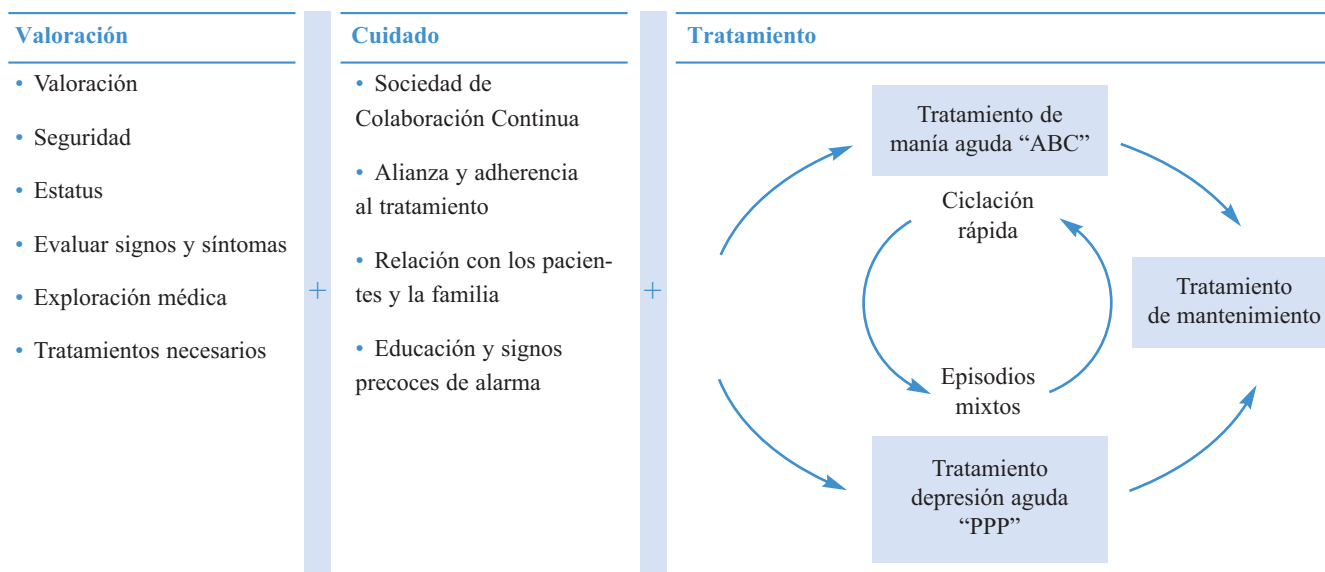 Valoración
• Valoración
• Seguridad
• Estatus
• Evaluar signos y síntomas
• Exploración médica
• Tratamientos necesarios
+
Cuidado
• Sociedad de
Colaboración Continua
• Alianza y adherencia
al tratamiento
• Relación con los pacien-
tes y la familia
• Educación y signos
precoces de alarma
+
Tratamiento
Tratamiento de
manía aguda “ABC”
Ciclación
rápida
Tratamiento
de mantenimiento
Episodios
mixtos
Tratamiento
depresión aguda
“PPP”